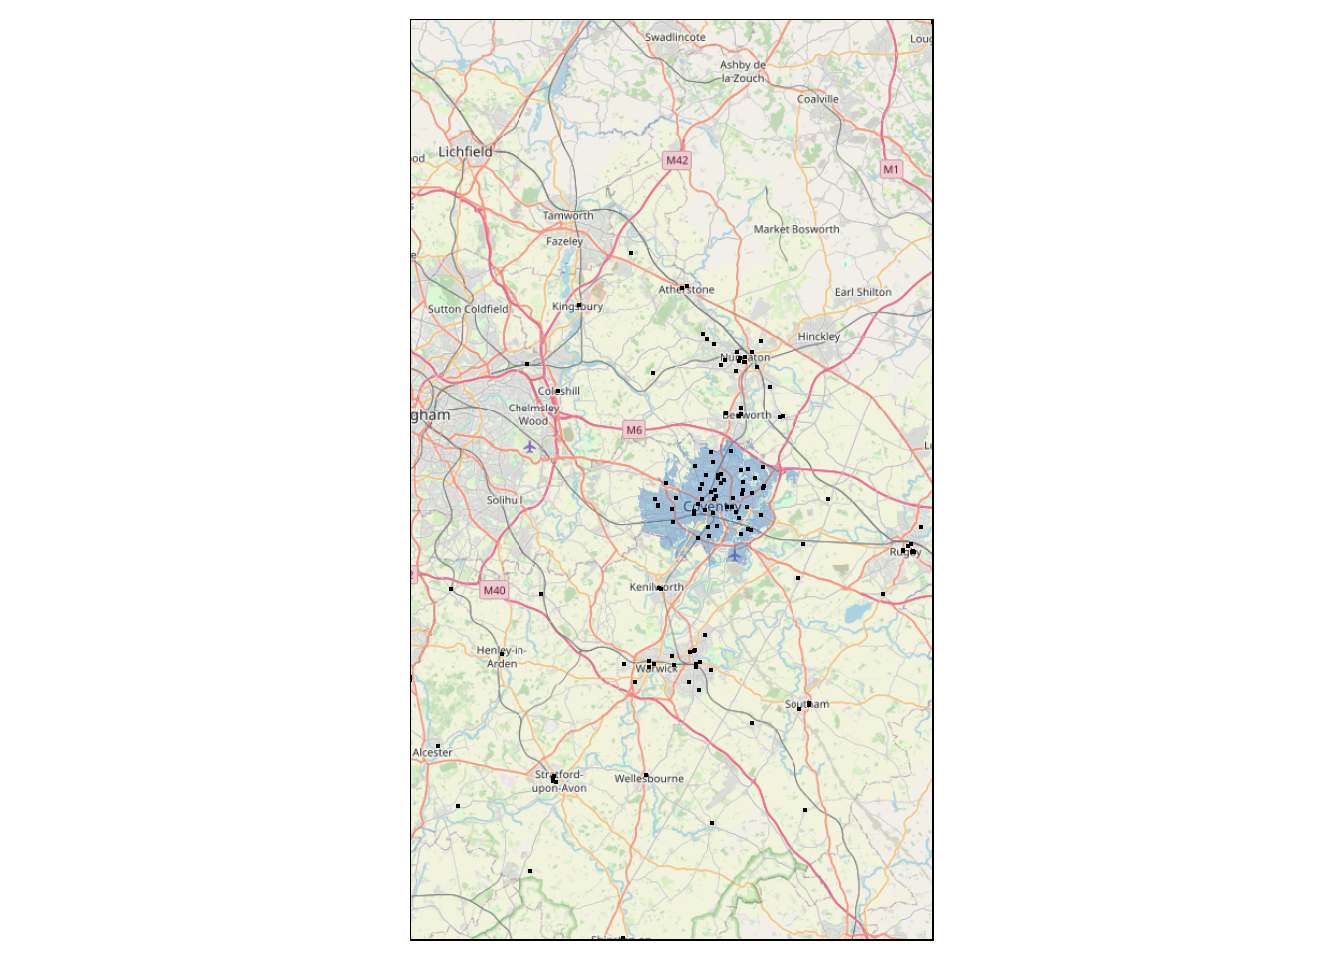 Swadlincote
Loug
Ashby de
la Zouch
Coalville
Lichfield
od
M42
M1
s
Tamworth
Market Bosworth
Fazeley
e
Atherstone
Earl Shilton
Kingsbury
Sutton Coldfield
Hinckley
Nuneaton
Coleshill
Chelmsley
Wood
gham
Bedworth
M6
Lu
Solihull
Coventry
Rugby
2
M40
Kenilworth
Henley-in-
Arden
Warwick
Southam
Alcester
Stratford-
upon-Avon
Wellesbourne